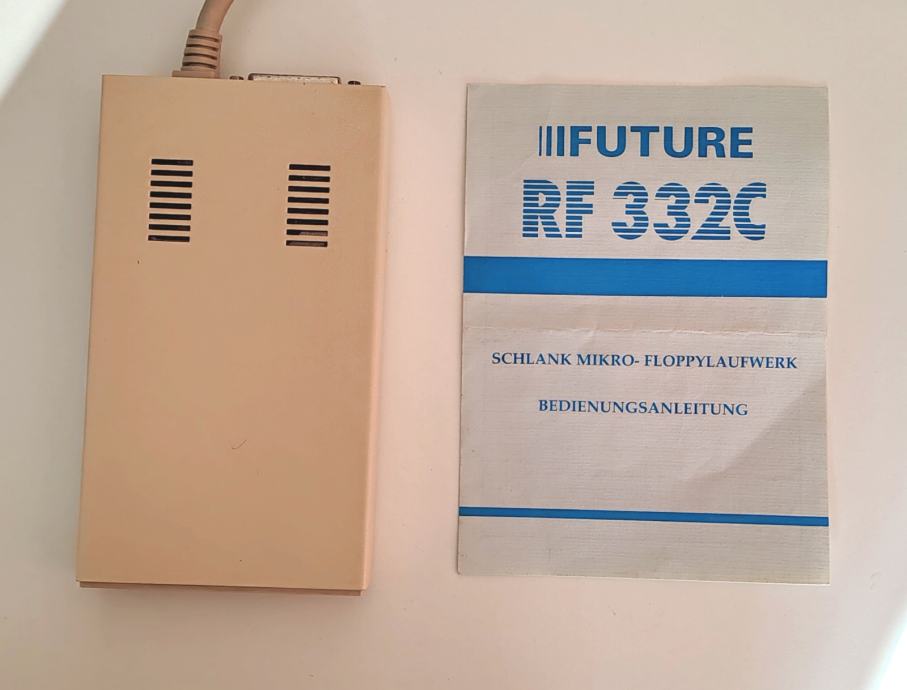 FUTURE
RF 332C
SCHLANK MIKRO- FLOPPYLAUFWERK
BEDIENUNGSANLEITUNG